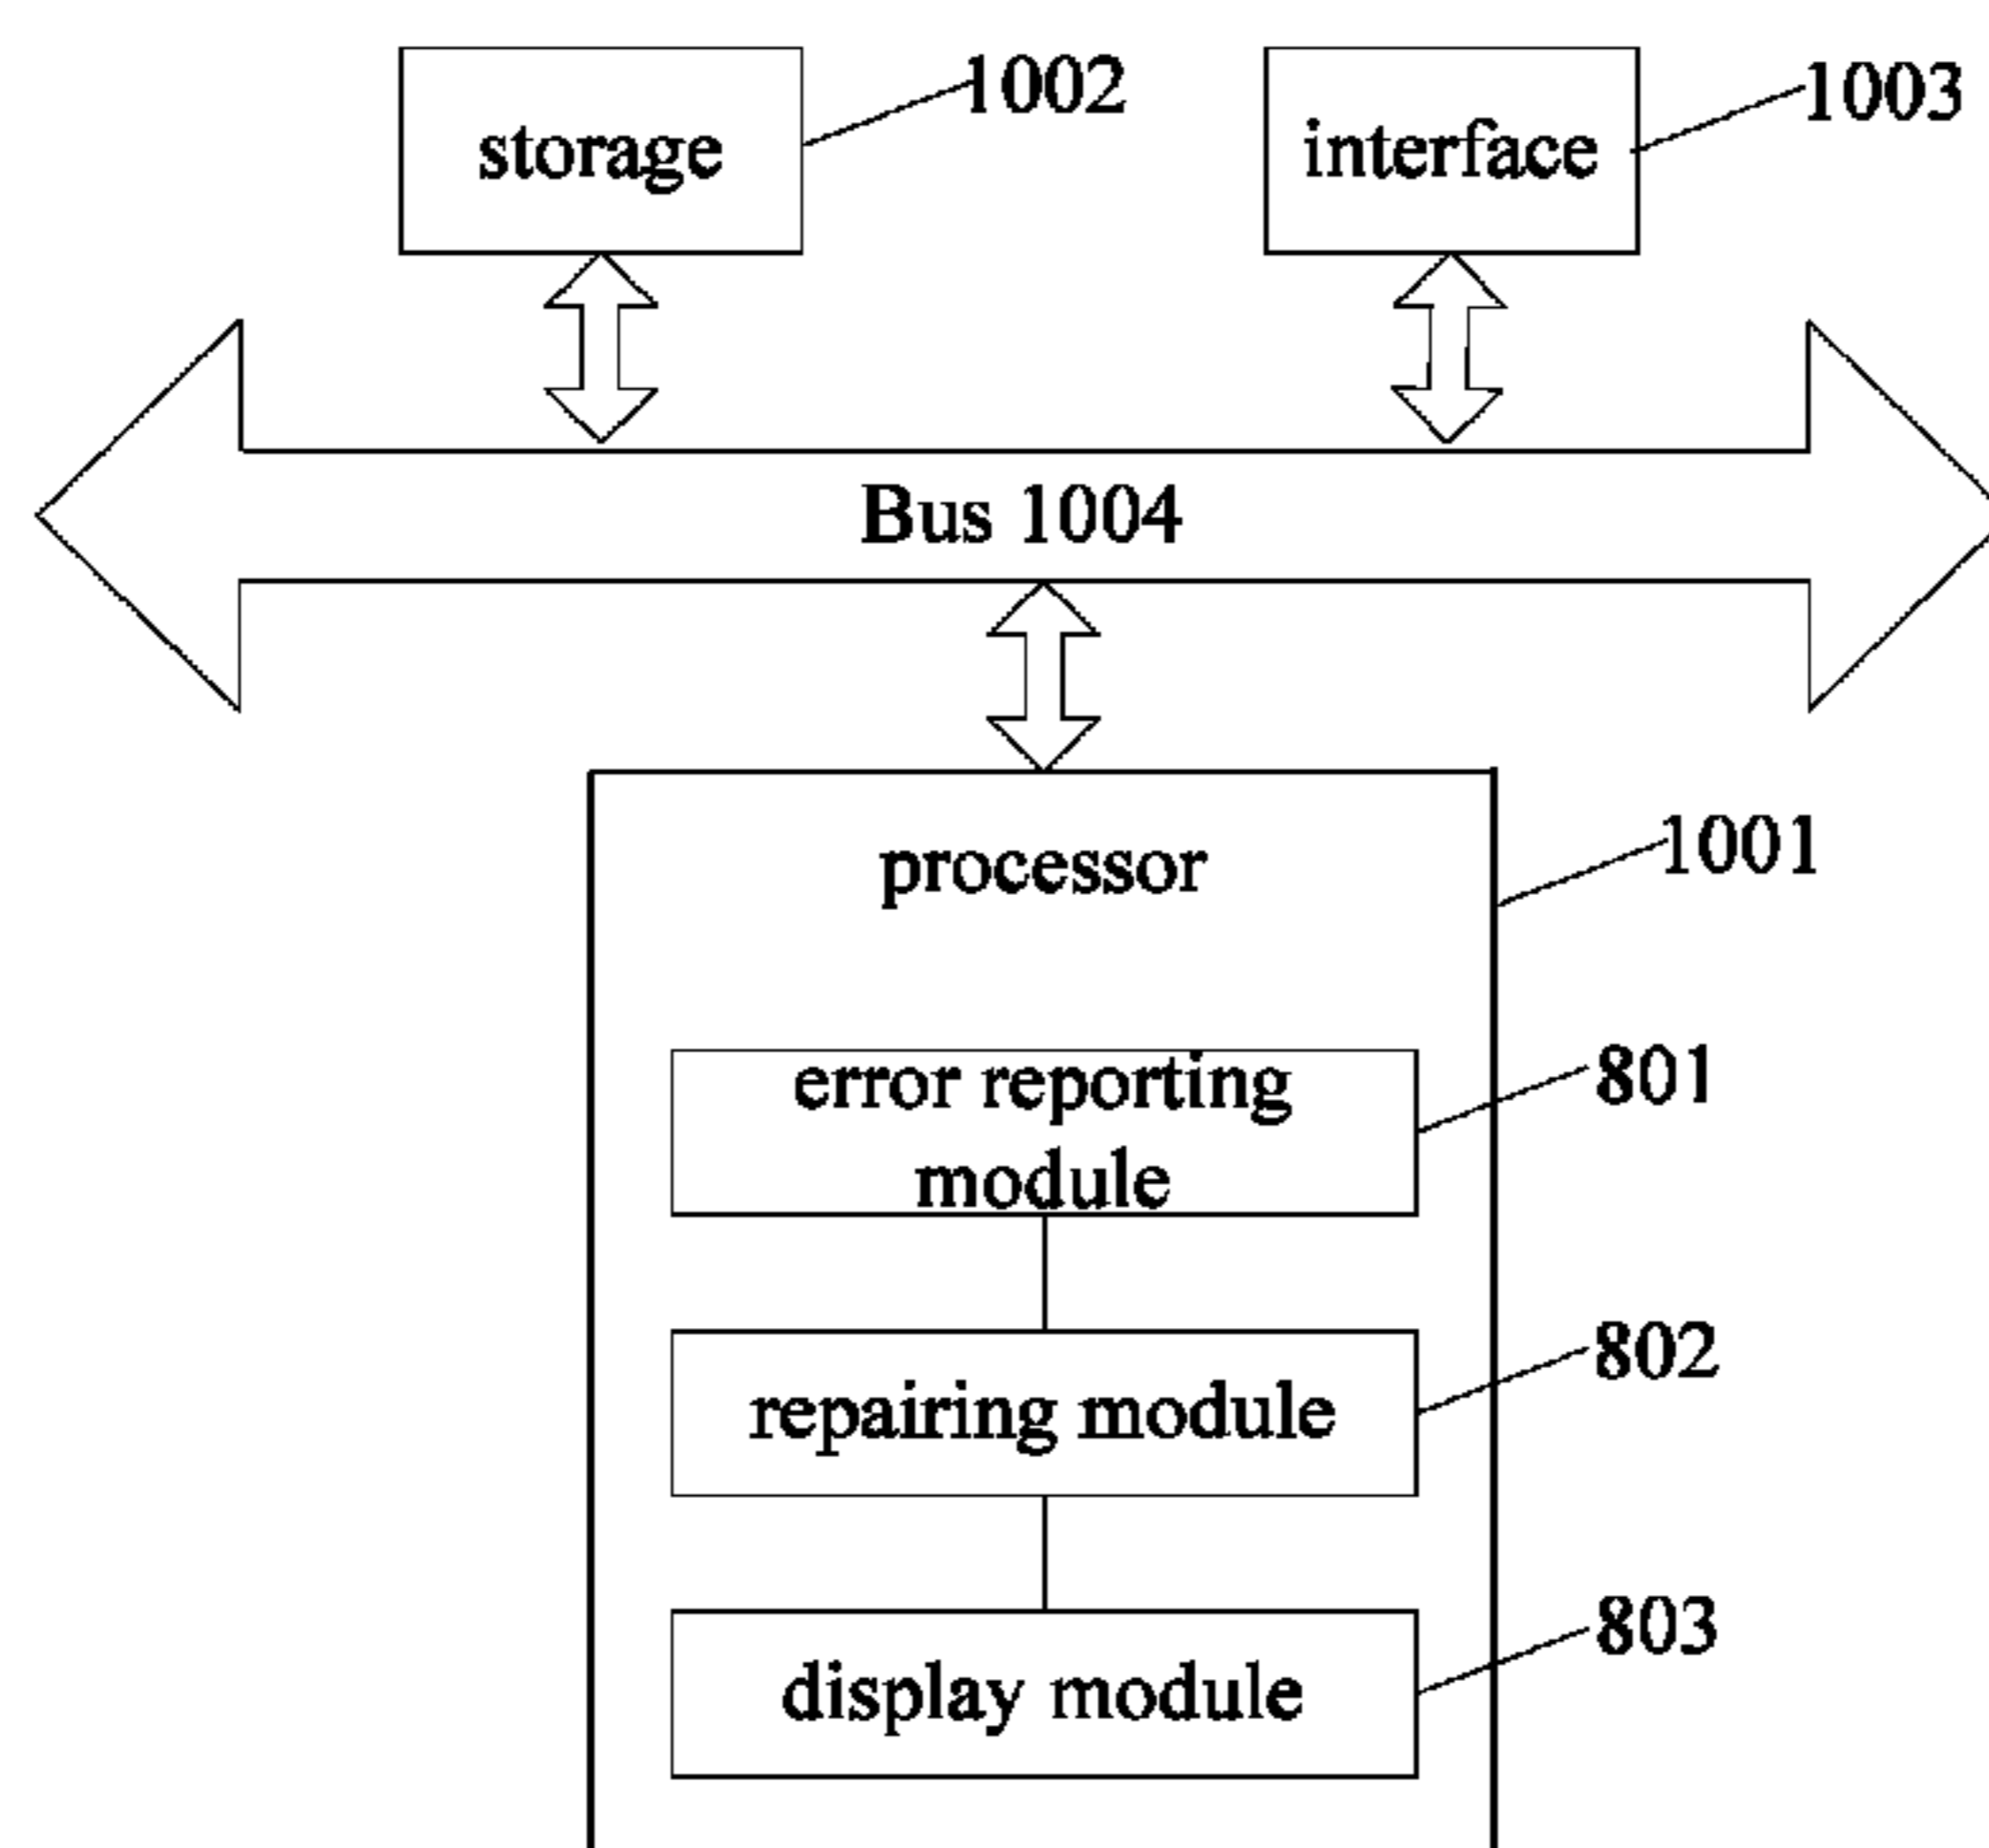 storage
1002
interface
1003
Bus 1004
processor
1001
error reporting
module
801
repairing module
802
display module
803